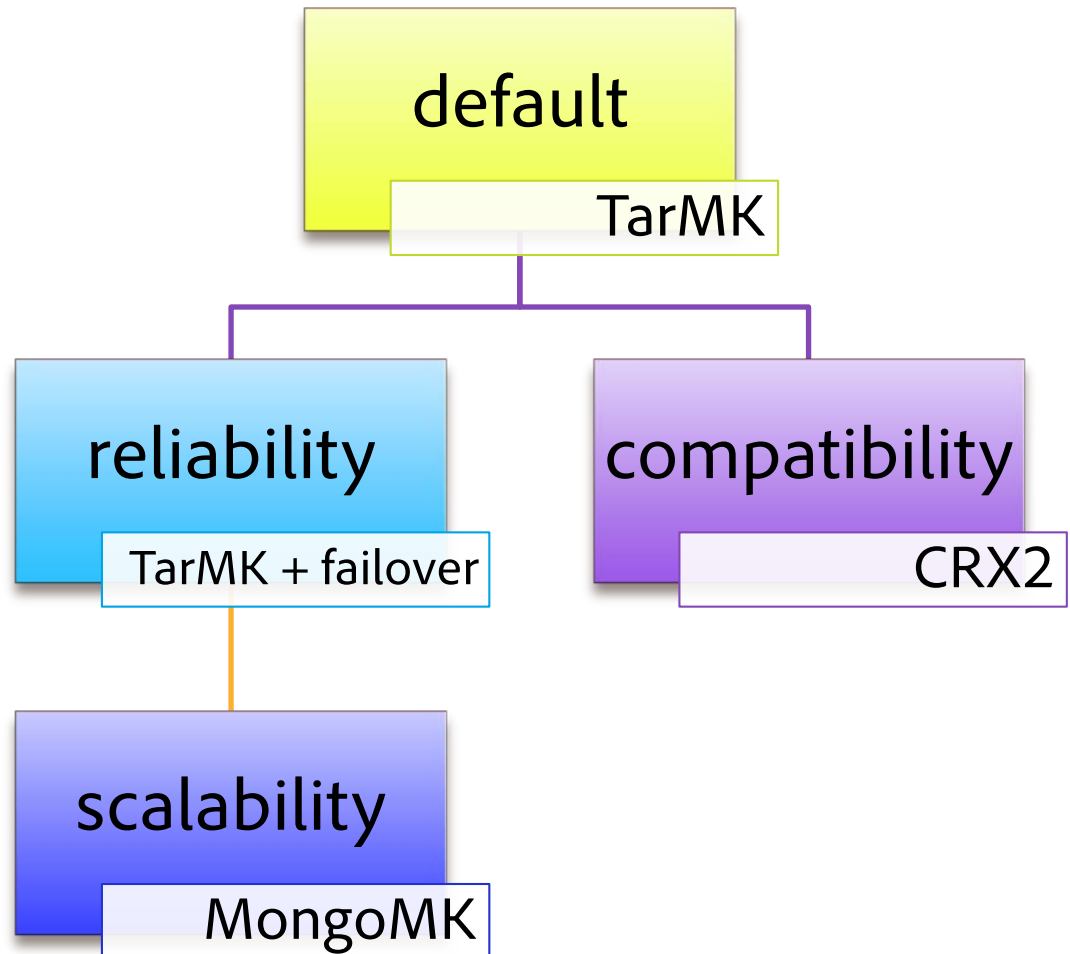 default
TarMK
reliability
TarMK + failover
compatibility
CRX2
scalability
MongoMK